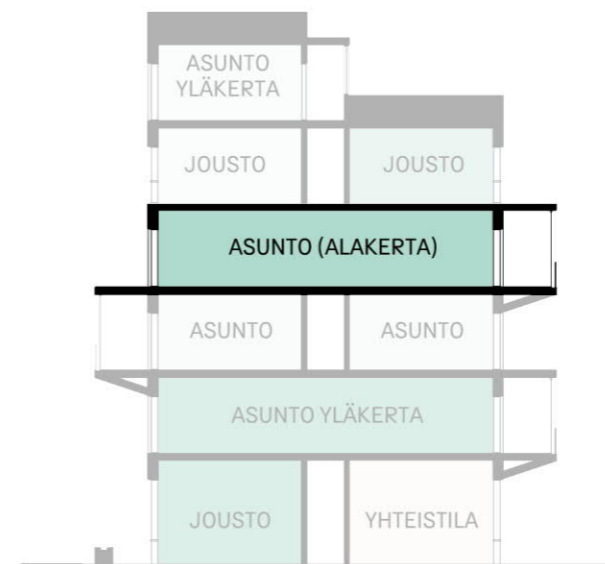 ASUNTO
YLÄKERTA
JOUSTO
JOUSTO
ASUNTO (ALAKERTA)
ASUNTO
ASUNTO
ASUNTO YLÄKERTA
JOUSTO
YHTEISTILA